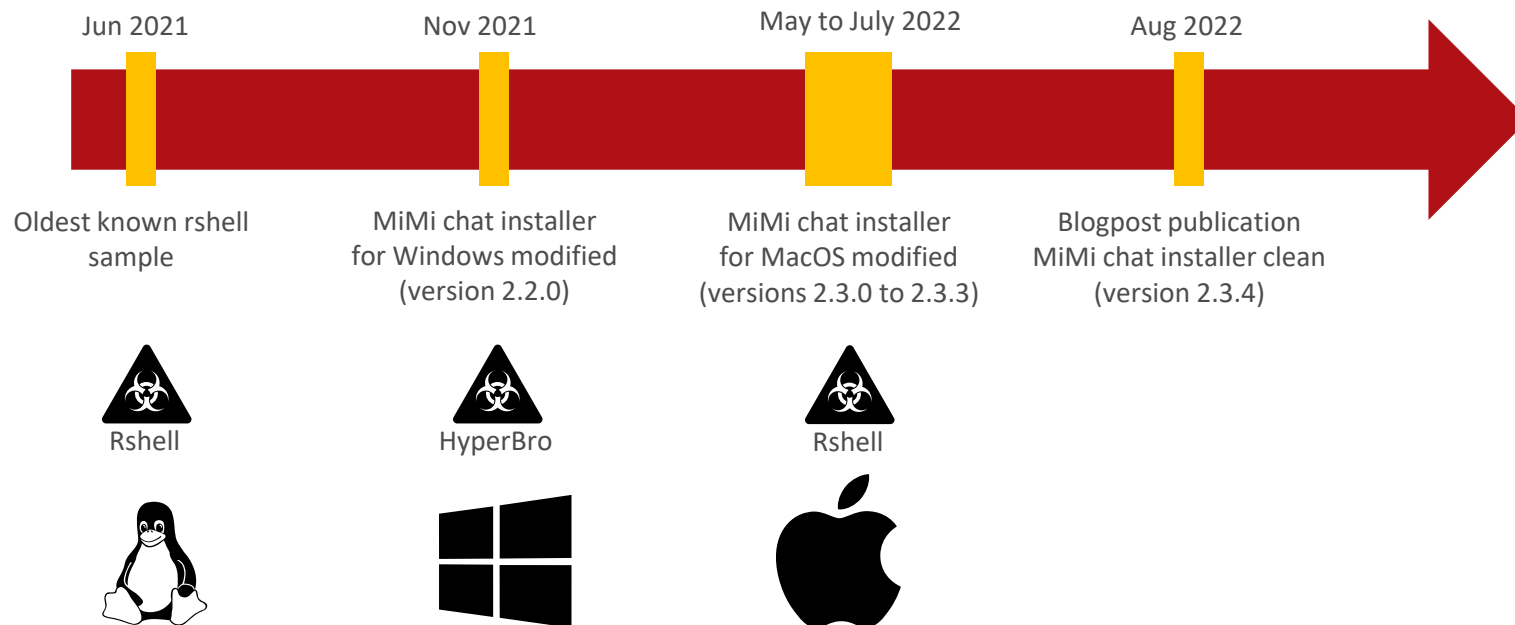 Jun 2021
Nov 2021
May to July 2022
Aug 2022
Oldest known rshell
sample
MiMi chat installer
for Windows modified
(version 2.2.0)
MiMi chat installer
for MacOS modified
(versions 2.3.0 to 2.3.3)
Blogpost publication
MiMi chat installer clean
(version 2.3.4)
Rshell
HyperBro
Rshell